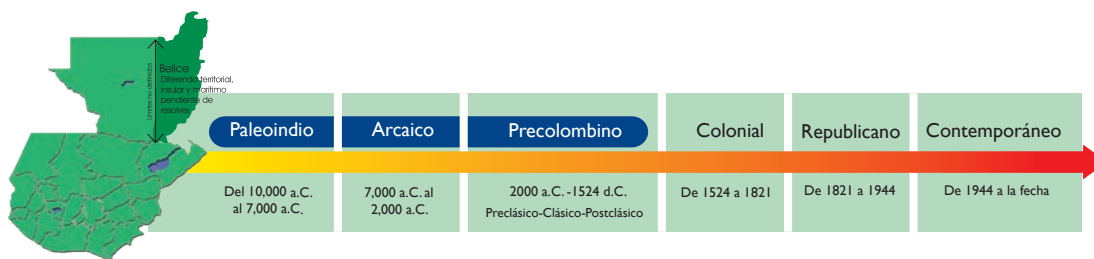 Límites no definidos
Belice
Diferendo territorial,
insular y marítimo
pendiente de
resolver
Paleoindio
Arcaico
Precolombino
Colonial
Republicano
Contemporáneo
Del 10,000 a.C.
al 7,000 a.C.
7,000 a.C. al
2,000 a.C.
2000 a.C. -1524 d.C.
Preclásico-Clásico-Postclásico
De 1524 a 1821
De 1821 a 1944
De 1944 a la fecha